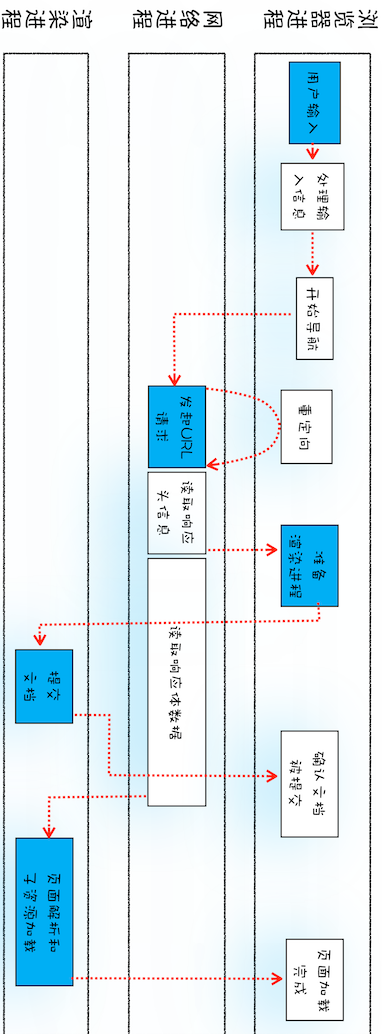 浏览器进程
用户输入
处理输
入信息
开始导航
重定向
准备
渲染进程
确认文档
被提交
页面加载
完成
网络进程
发起URL
请求
读取响应
头信息
读取响应体数据
渲染进程
提交
文档
页面解析和
子资源加载